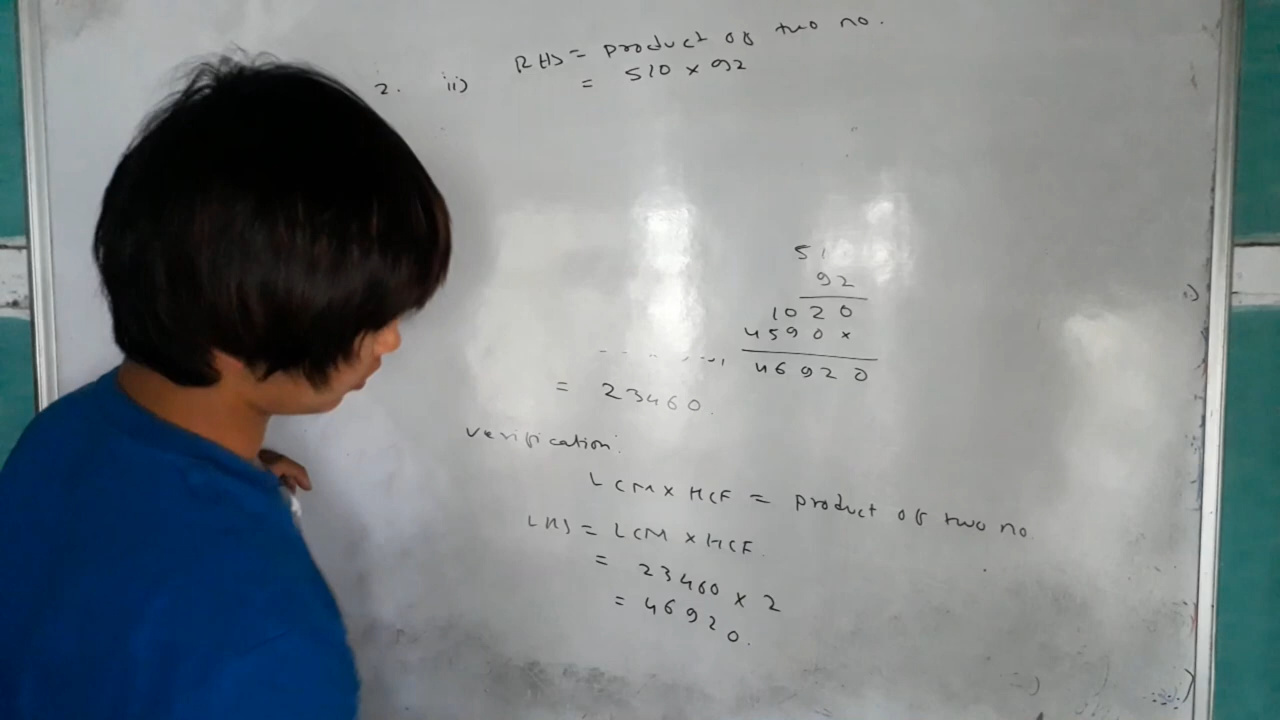 RHS = product of two no.
2. ii) = 510 × 92
51
92
1020
4590×
46920
= 23460.
verification:
LCM × HCF = product of two no.
LHS = LCM × HCF.
= 23460 × 2
= 46920.